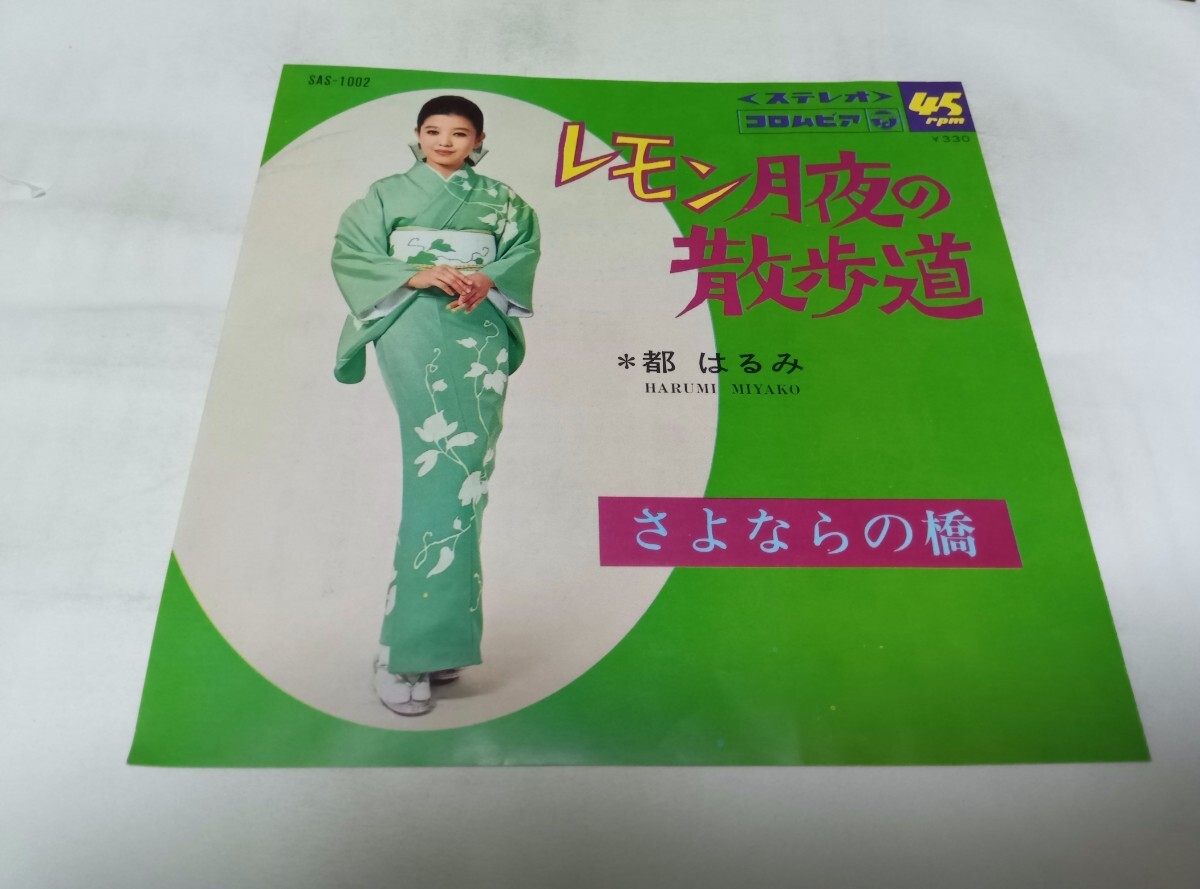 SAS-1002
<ステレオ>
コロムビア
45
rpm
¥330
レモン月夜の
散歩道
*都 はるみ
HARUMI MIYAKO
さよならの橋